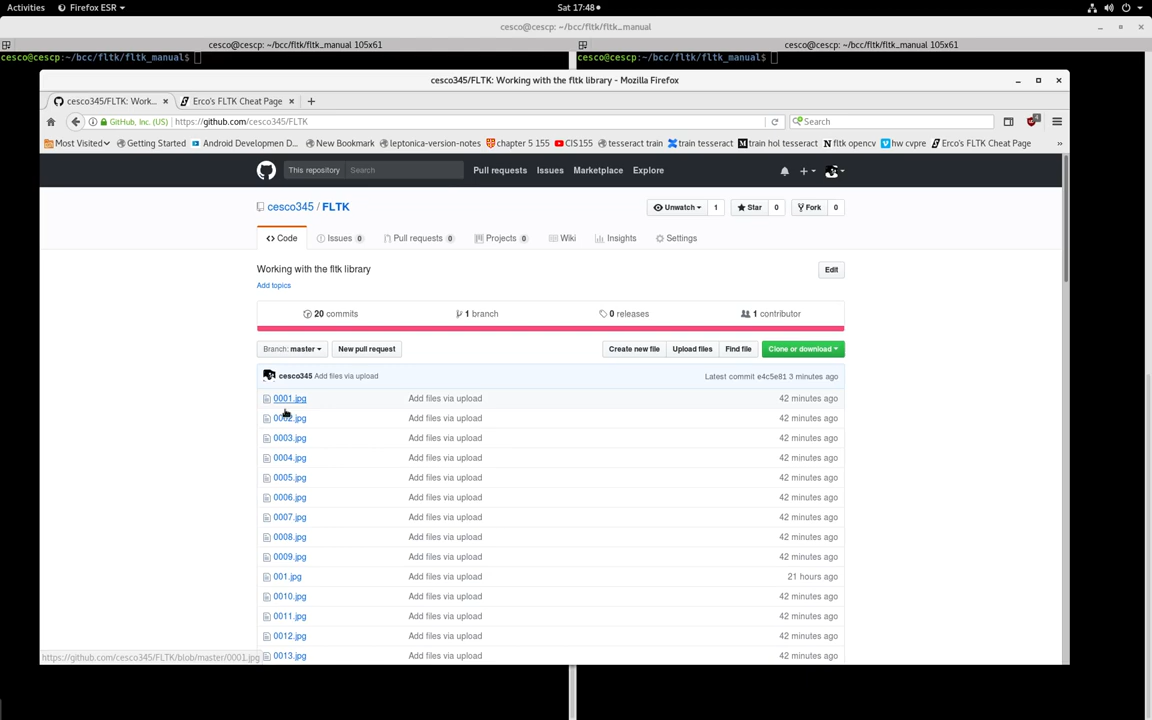 Activities Firefox ESR Sat 17:48
cesco@cescp: ~/bcc/fltk/fltk_manual
cesco@cescp: ~/bcc/fltk/fltk_manual 105x61 cesco@cescp: ~/bcc/fltk/fltk_manual 105x61
cesco@cescp:~/bcc/fltk/fltk_manual$ cesco@cescp:~/bcc/fltk/fltk_manual$
cesco345/FLTK: Working with the fltk library - Mozilla Firefox
cesco345/FLTK: Work... × Erco's FLTK Cheat Page × +
GitHub, Inc. (US) https://github.com/cesco345/FLTK Search 4
Most Visited Getting Started Android Developmen D... New Bookmark leptonica-version-notes chapter 5 155 CIS155 tesseract train train tesseract train hol tesseract fltk opencv hw cvpre Erco's FLTK Cheat Page »
This repository Search Pull requests Issues Marketplace Explore
cesco345 / FLTK Unwatch 1 Star 0 Fork 0
Code Issues 0 Pull requests 0 Projects 0 Wiki Insights Settings
Working with the fltk library Edit
Add topics
20 commits 1 branch 0 releases 1 contributor
Branch: master New pull request Create new file Upload files Find file Clone or download
cesco345 Add files via upload Latest commit e4c5e81 3 minutes ago
0001.jpg Add files via upload 42 minutes ago
0002.jpg Add files via upload 42 minutes ago
0003.jpg Add files via upload 42 minutes ago
0004.jpg Add files via upload 42 minutes ago
0005.jpg Add files via upload 42 minutes ago
0006.jpg Add files via upload 42 minutes ago
0007.jpg Add files via upload 42 minutes ago
0008.jpg Add files via upload 42 minutes ago
0009.jpg Add files via upload 42 minutes ago
001.jpg Add files via upload 21 hours ago
0010.jpg Add files via upload 42 minutes ago
0011.jpg Add files via upload 42 minutes ago
0012.jpg Add files via upload 42 minutes ago
https://github.com/cesco345/FLTK/blob/master/0001.jpg 0013.jpg Add files via upload 42 minutes ago